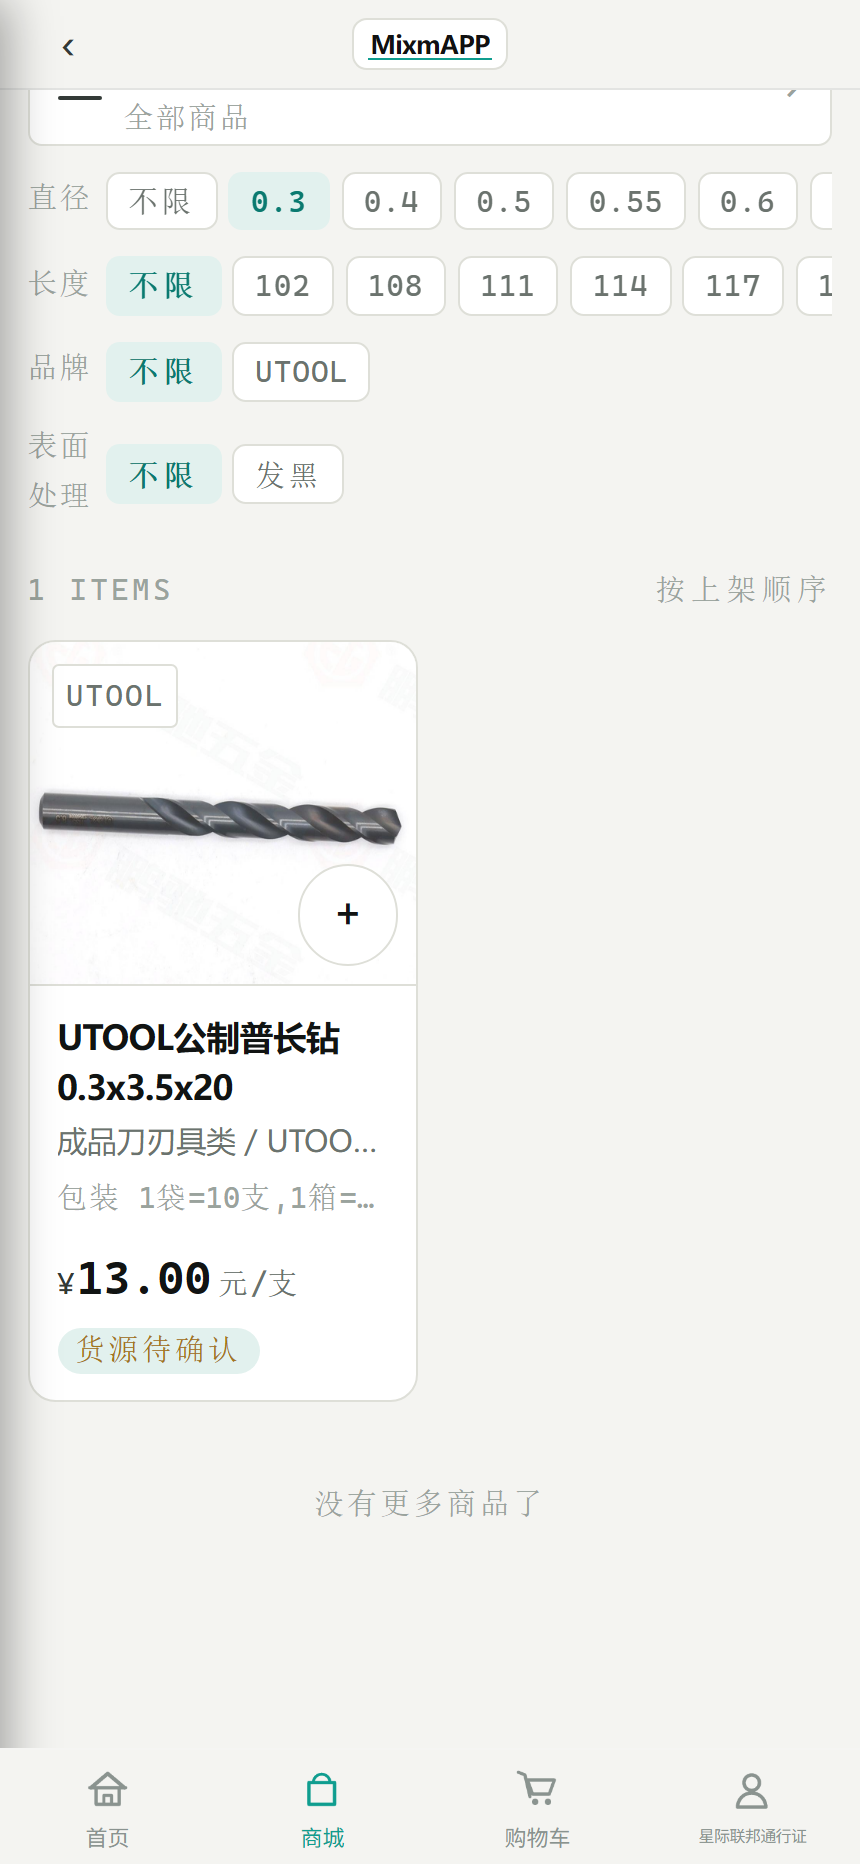 ‹
MixmAPP
全部商品
直径 不限 0.3 0.4 0.5 0.55 0.6
长度 不限 102 108 111 114 117 1
品牌 不限 UTOOL
表面
处理 不限 发黑
1 ITEMS 按上架顺序
UTOOL
五金
五金
+
UTOOL公制普长钻
0.3x3.5x20
成品刀刃具类 / UTOO...
包装 1袋=10支,1箱=…
¥13.00 元/支
货源待确认
没有更多商品了
首页 商城 购物车 星际联邦通行证